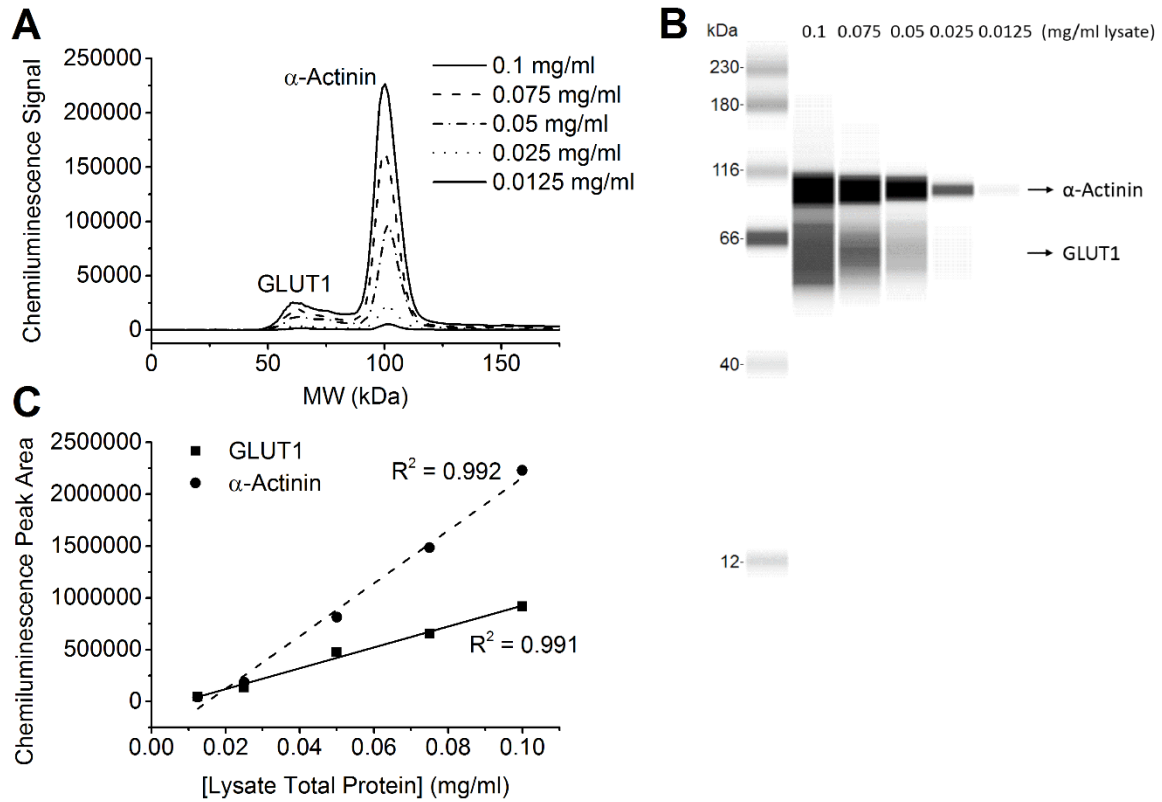 A
Chemiluminescence Signal
250000
200000
150000
100000
50000
0
α-Actinin
GLUT1
0.1 mg/ml
0.075 mg/ml
0.05 mg/ml
0.025 mg/ml
0.0125 mg/ml
0 50 100 150
MW (kDa)
B
kDa 0.1 0.075 0.05 0.025 0.0125 (mg/ml lysate)
230-
180-
116-
α-Actinin
66-
GLUT1
40-
12-
C
Chemiluminescence Peak Area
2500000
2000000
1500000
1000000
500000
0
GLUT1
α-Actinin
R² = 0.992
R² = 0.991
0.00 0.02 0.04 0.06 0.08 0.10
[Lysate Total Protein] (mg/ml)